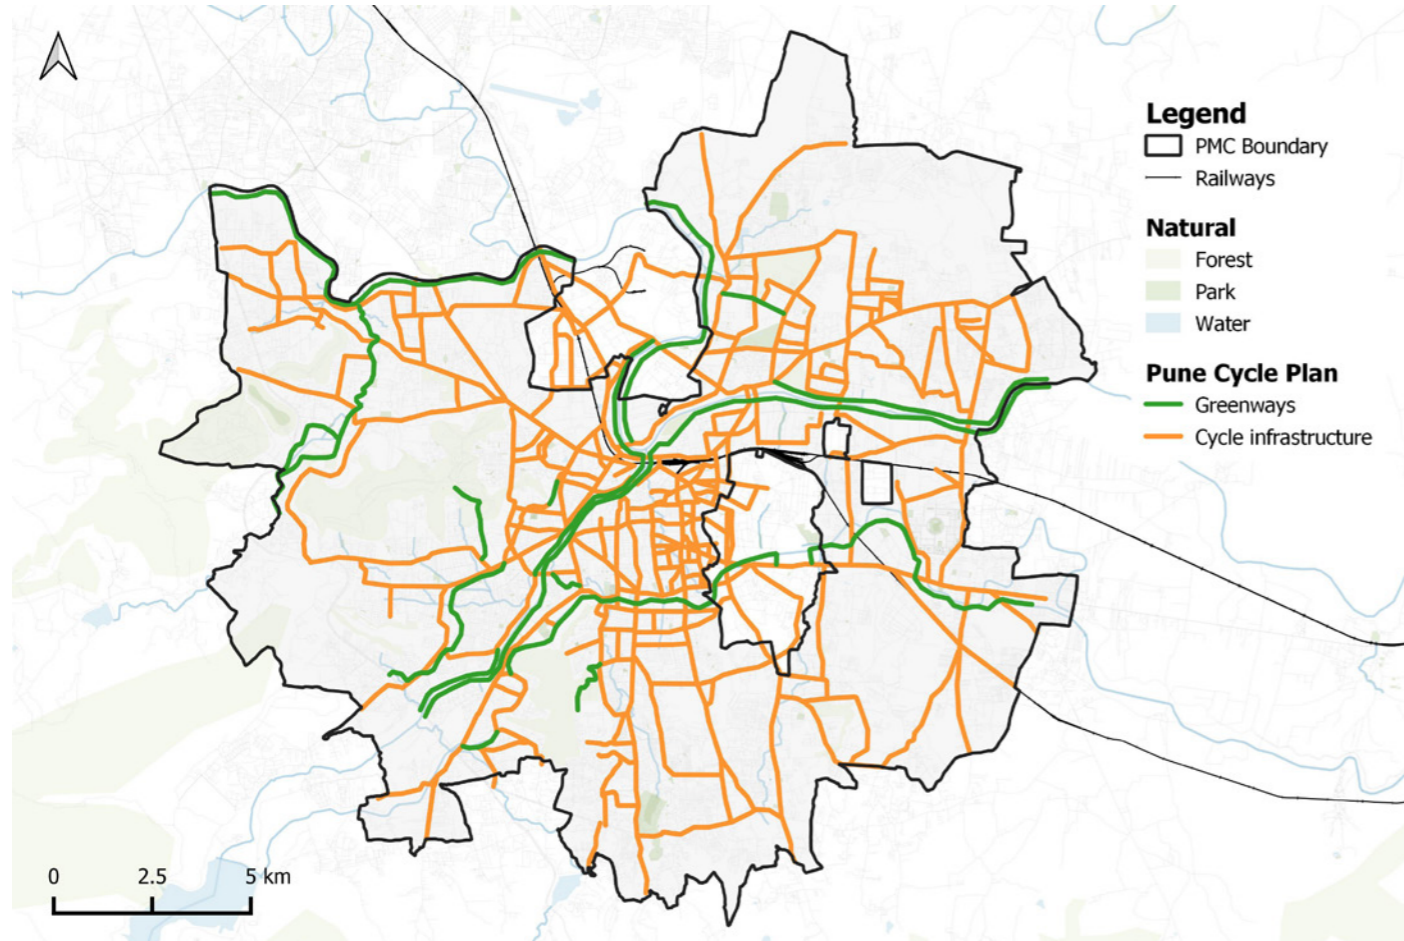 Legend
PMC Boundary
Railways
Natural
Forest
Park
Water
Pune Cycle Plan
Greenways
Cycle infrastructure
0 2.5 5 km